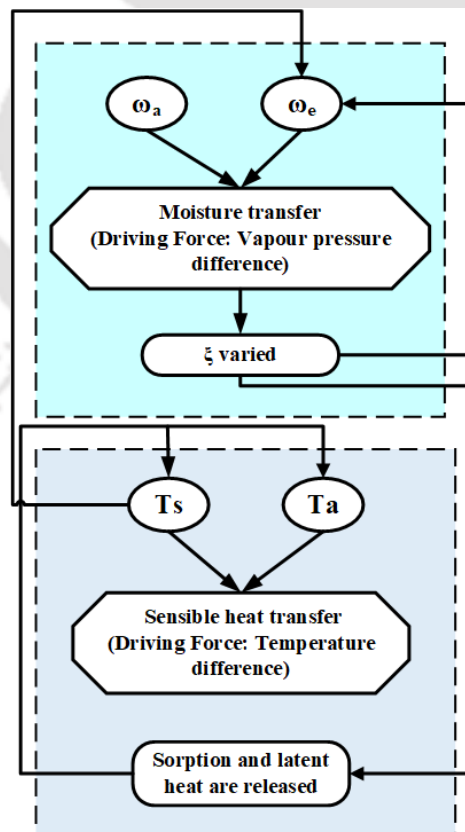 ωa
ωe
Moisture transfer
(Driving Force: Vapour pressure
difference)
ξ varied
Ts
Ta
Sensible heat transfer
(Driving Force: Temperature
difference)
Sorption and latent
heat are released